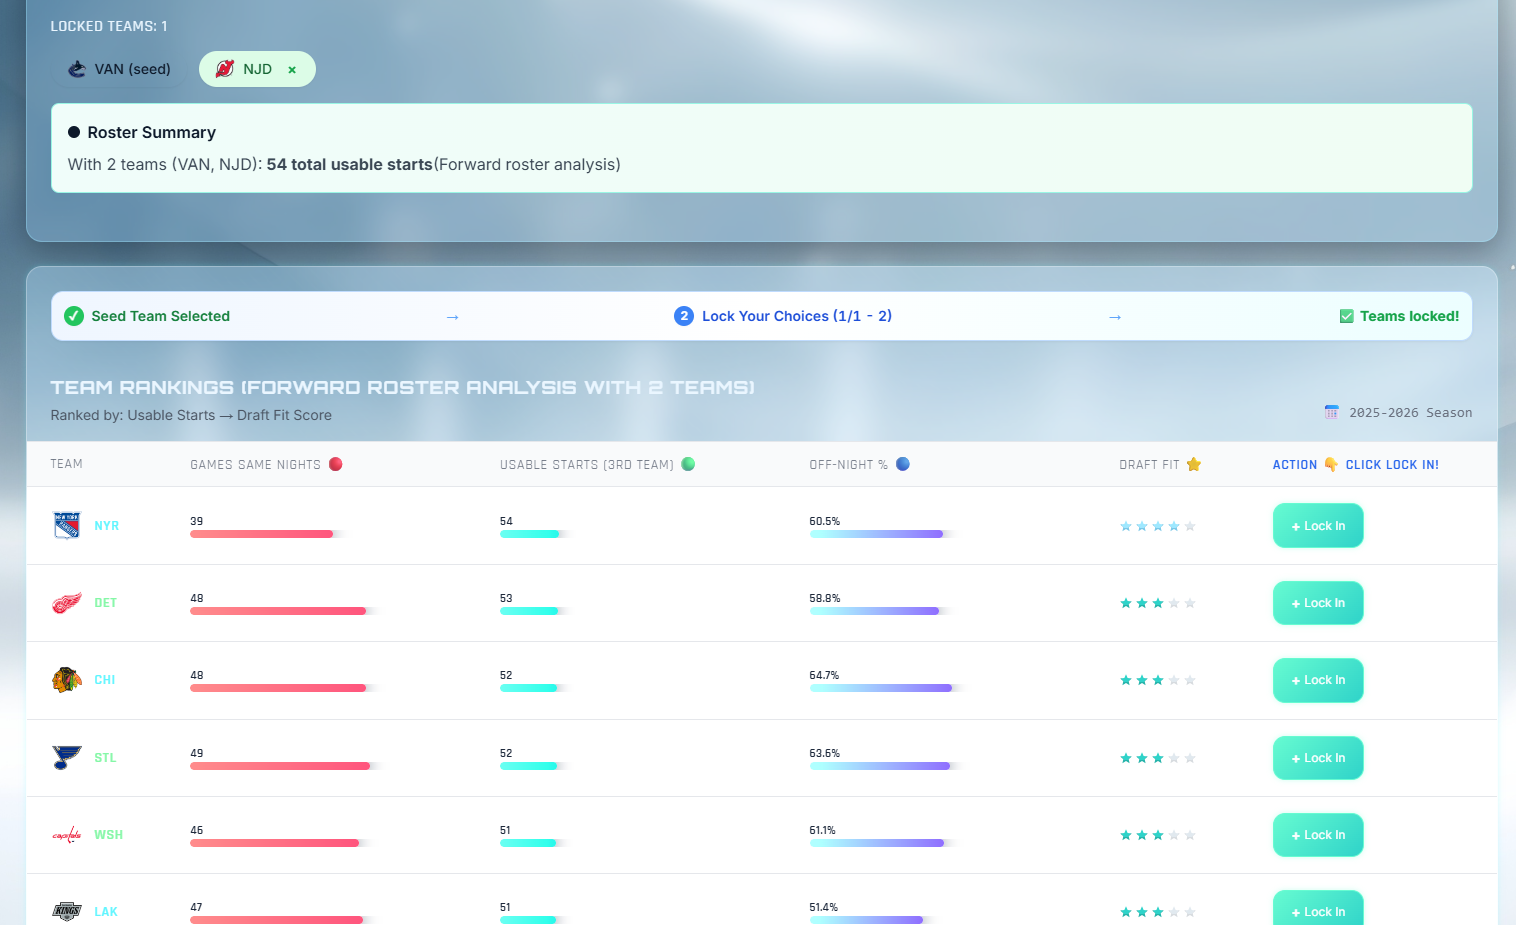 LOCKED TEAMS: 1
VAN (seed) NJD ×
Roster Summary
With 2 teams (VAN, NJD): 54 total usable starts(Forward roster analysis)
Seed Team Selected → 2 Lock Your Choices (1/1 - 2) → Teams locked!
TEAM RANKINGS (FORWARD ROSTER ANALYSIS WITH 2 TEAMS)
Ranked by: Usable Starts → Draft Fit Score
2025-2026 Season
TEAM GAMES SAME NIGHTS USABLE STARTS (3RD TEAM) OFF-NIGHT % DRAFT FIT ACTION CLICK LOCK IN!
NEW YORK RANGERS NYR 39 54 60.5% + Lock In
DET 48 53 58.8% + Lock In
CHI 48 52 64.7% + Lock In
STL 49 52 63.6% + Lock In
capitals WSH 46 51 61.1% + Lock In
KINGS LAK 47 51 51.4% + Lock In